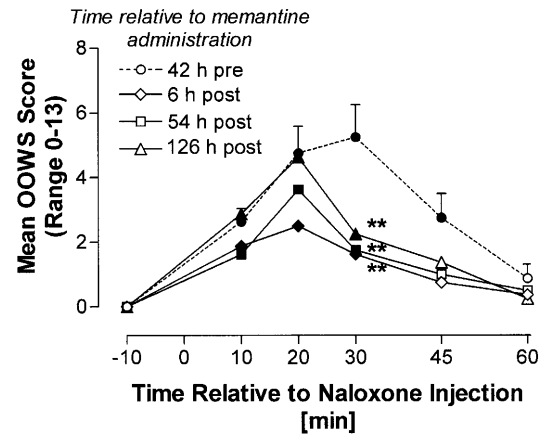 Time relative to memantine
administration
42 h pre
6 h post
54 h post
126 h post
Mean OOWS Score
(Range 0-13)
8
6
4
2
0
**
**
**
-10 0 10 20 30 45 60
Time Relative to Naloxone Injection
[min]